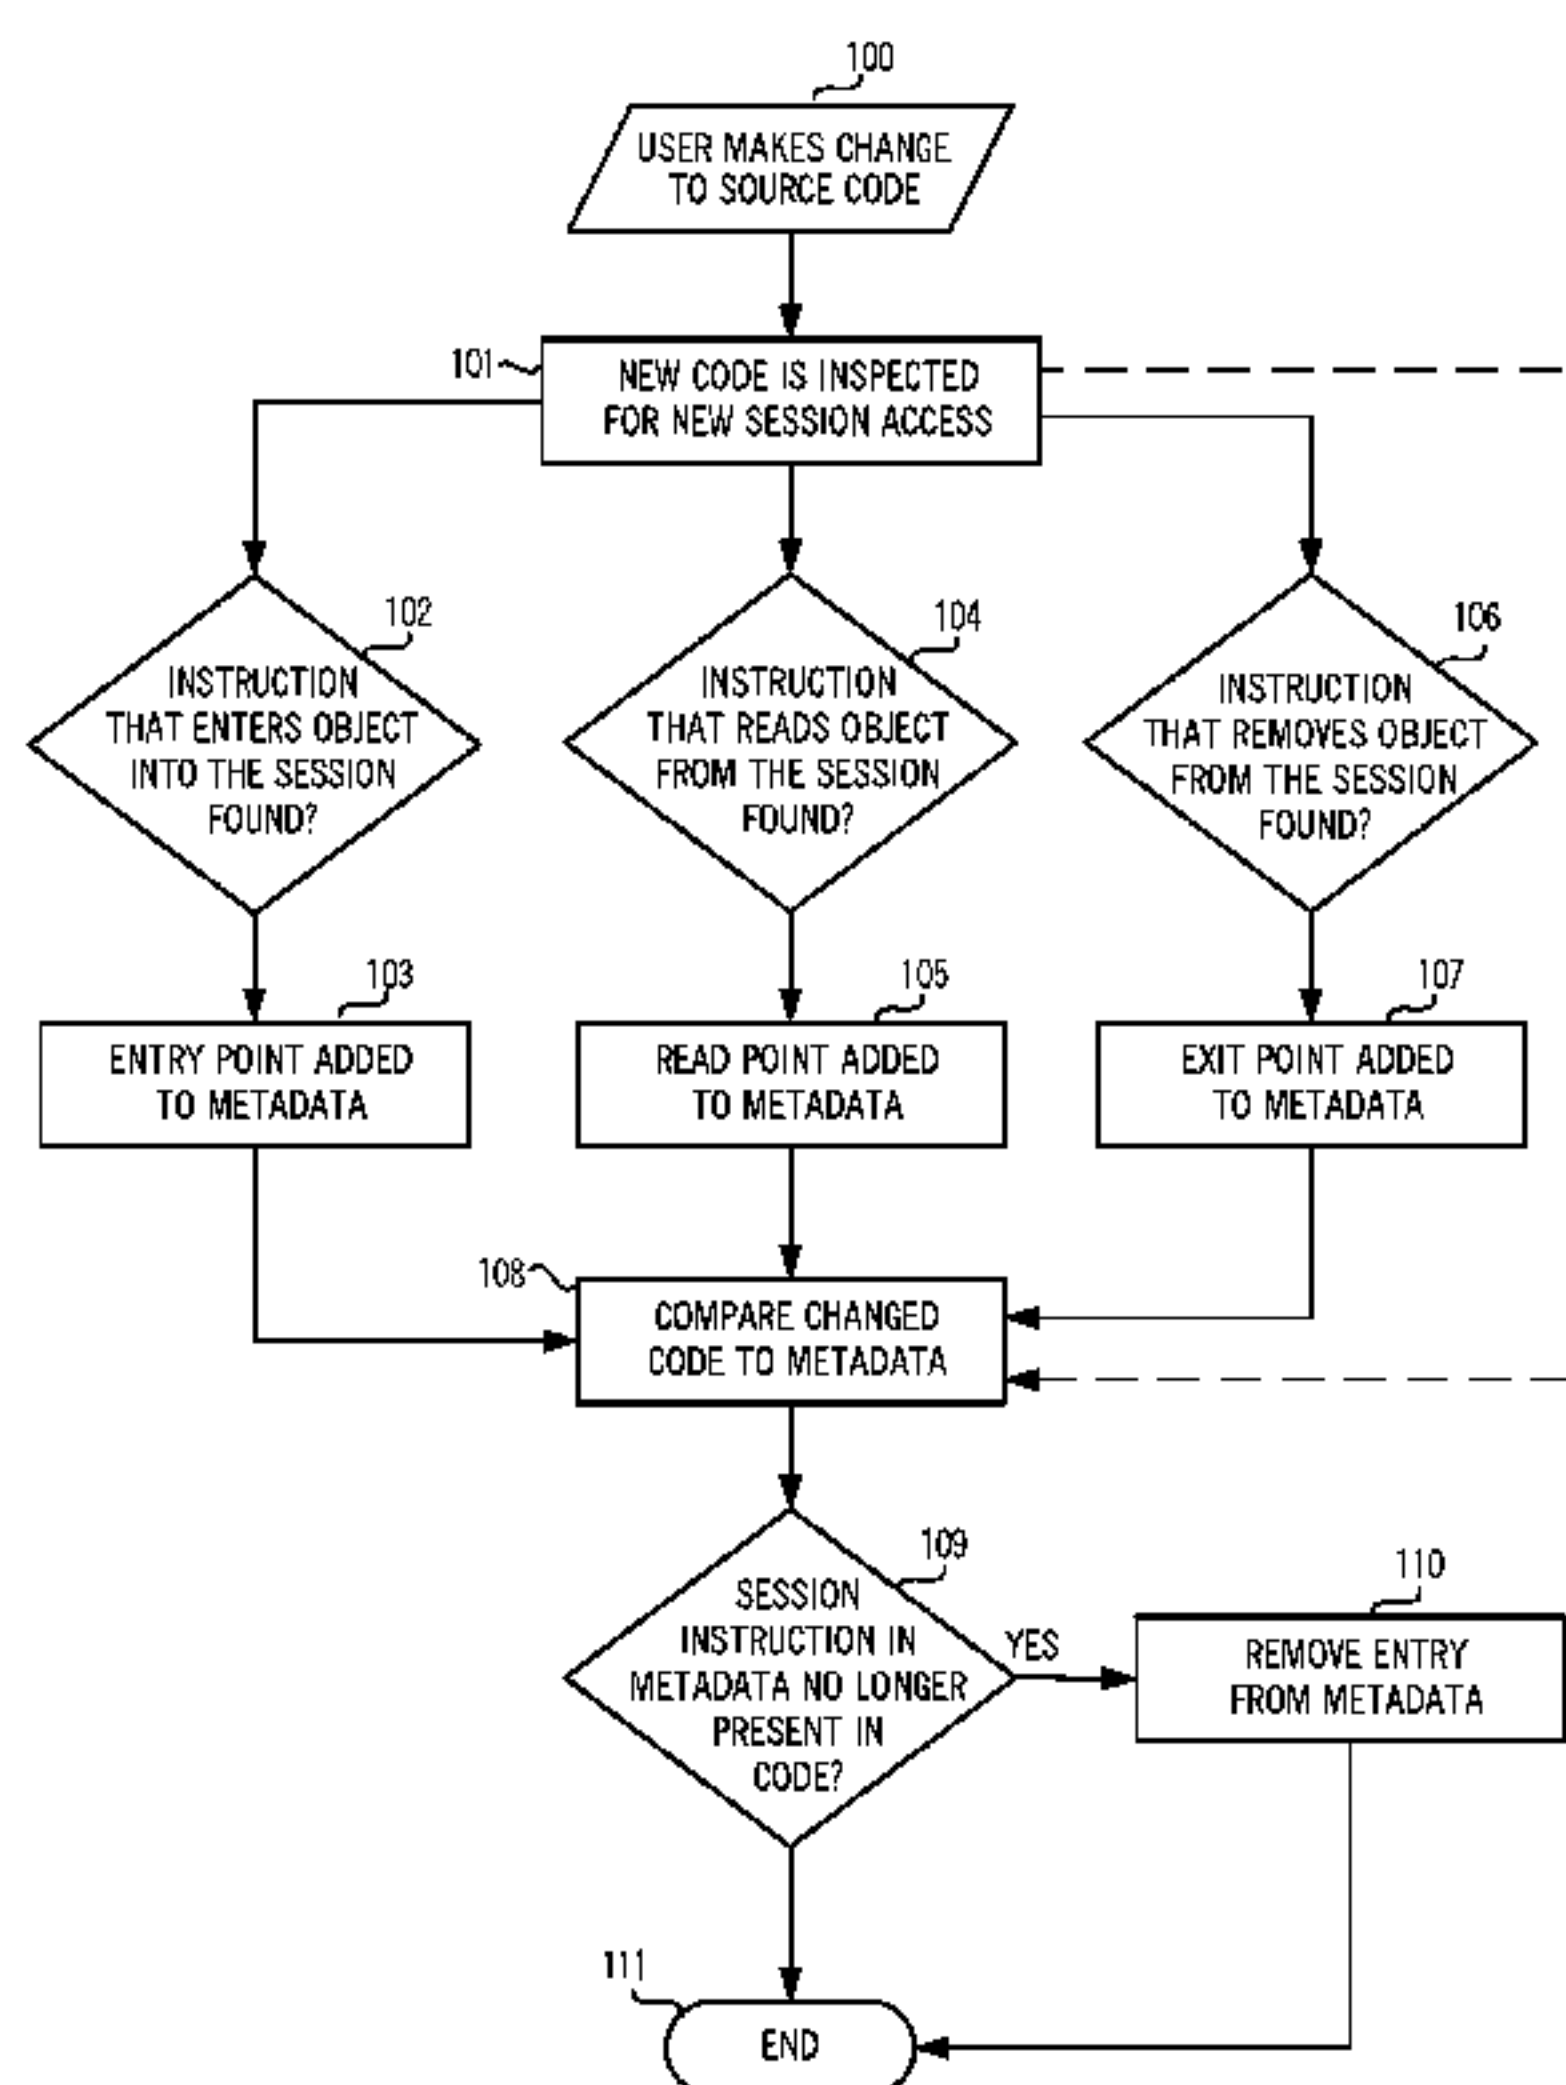 100
USER MAKES CHANGE
TO SOURCE CODE
101
NEW CODE IS INSPECTED
FOR NEW SESSION ACCESS
102
INSTRUCTION
THAT ENTERS OBJECT
INTO THE SESSION
FOUND?
104
INSTRUCTION
THAT READS OBJECT
FROM THE SESSION
FOUND?
106
INSTRUCTION
THAT REMOVES OBJECT
FROM THE SESSION
FOUND?
103
ENTRY POINT ADDED
TO METADATA
105
READ POINT ADDED
TO METADATA
107
EXIT POINT ADDED
TO METADATA
108
COMPARE CHANGED
CODE TO METADATA
109
SESSION
INSTRUCTION IN
METADATA NO LONGER
PRESENT IN
CODE?
YES
110
REMOVE ENTRY
FROM METADATA
111
END